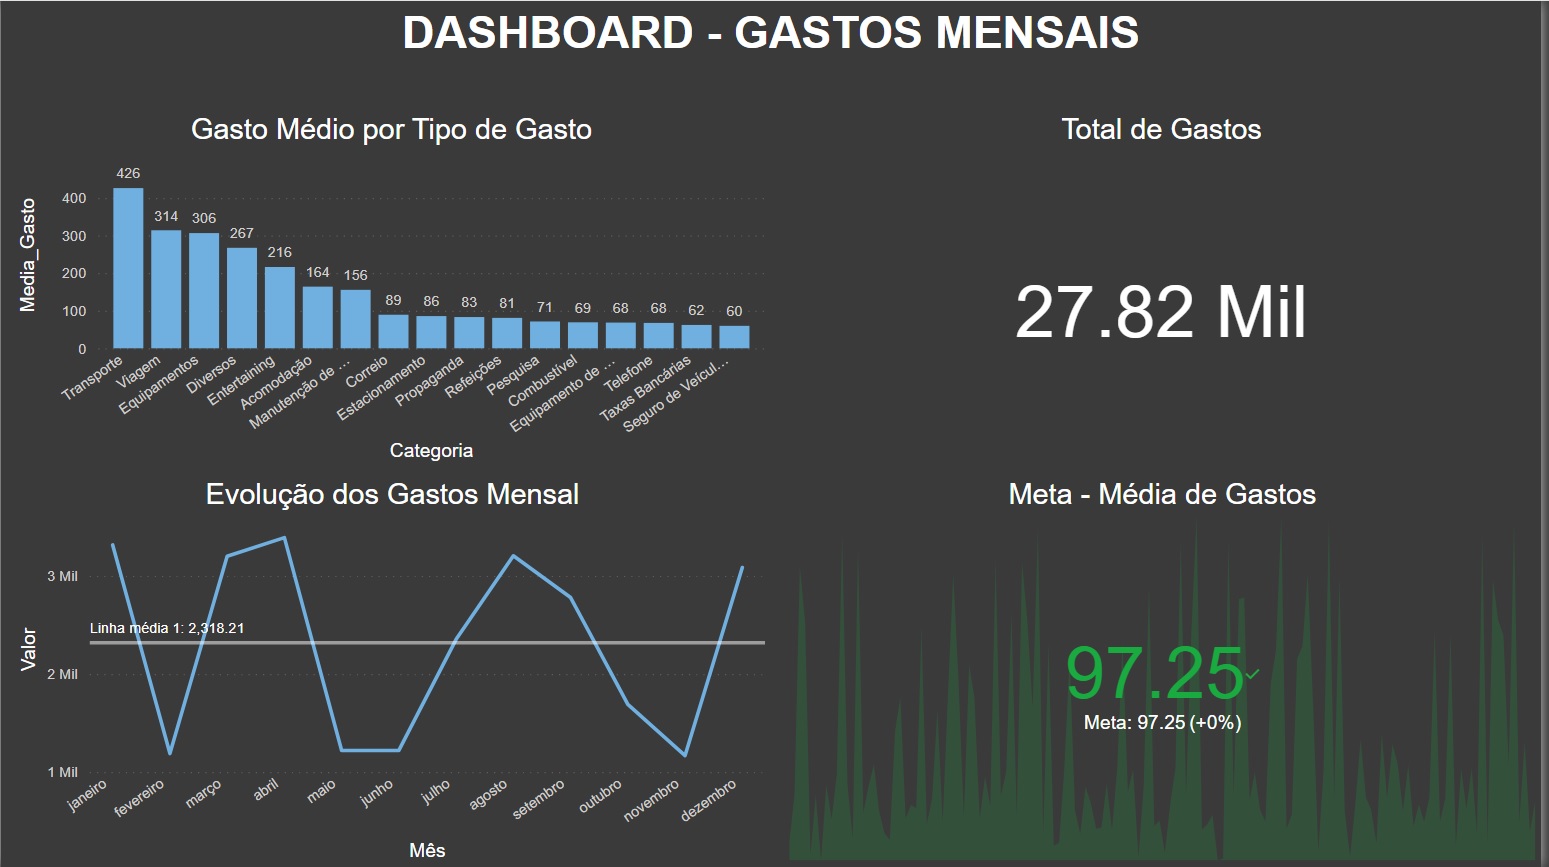 DASHBOARD - GASTOS MENSAIS
Gasto Médio por Tipo de Gasto
Media_Gasto
400
300
200
100
0
426
314
306
267
216
164
156
89
86
83
81
71
69
68
68
62
60
Transporte
Viagem
Equipamentos
Diversos
Entertaining
Acomodação
Manutenção de ...
Correio
Estacionamento
Propaganda
Refeições
Pesquisa
Combustível
Equipamento de ...
Telefone
Taxas Bancárias
Seguro de Veícul...
Categoria
Total de Gastos
27.82 Mil
Evolução dos Gastos Mensal
Valor
3 Mil
2 Mil
1 Mil
Linha média 1: 2,318.21
janeiro
fevereiro
março
abril
maio
junho
julho
agosto
setembro
outubro
novembro
dezembro
Mês
Meta - Média de Gastos
97.25
Meta: 97.25 (+0%)